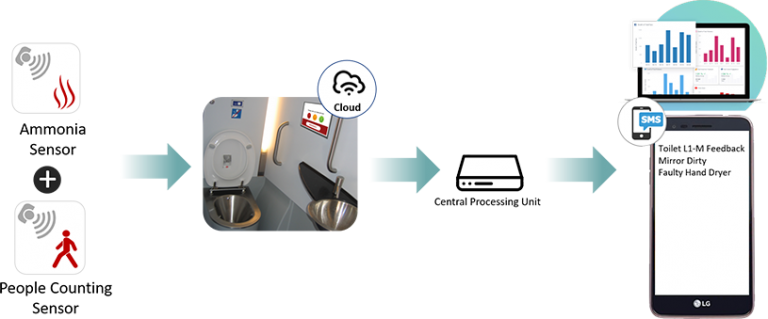 Ammonia
Sensor
People Counting
Sensor
Cloud
Central Processing Unit
SMS
Toilet L1-M Feedback
Mirror Dirty
Faulty Hand Dryer
LG